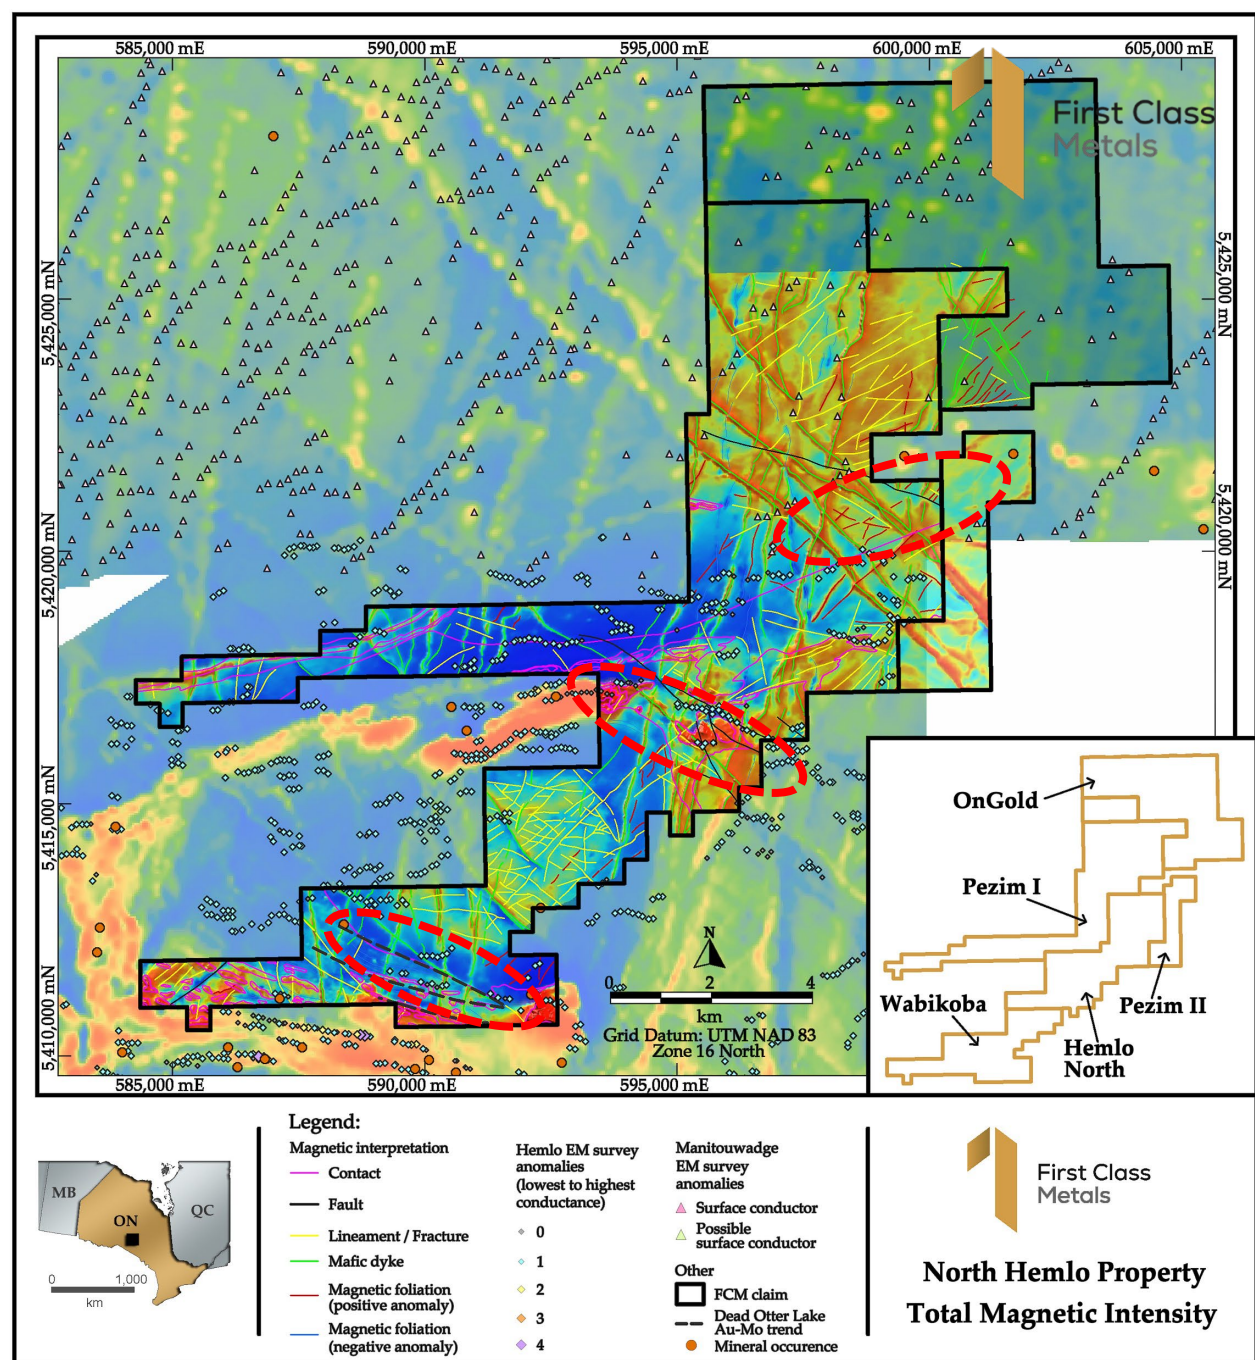 585,000 mE
590,000 mE
595,000 mE
600,000 mE
605,000 mE
First Class
Metals
5,425,000 mN
5,425,000 mN
5,420,000 mN
5,420,000 mN
5,415,000 mN
5,410,000 mN
N
0 2 4
km
Grid Datum: UTM NAD 83
Zone 16 North
585,000 mE
590,000 mE
595,000 mE
OnGold
Pezim I
Wabikoba
Pezim II
Hemlo
North
MB
ON
QC
0 1,000
km
Legend:
Magnetic interpretation
Contact
Fault
Lineament / Fracture
Mafic dyke
Magnetic foliation
(positive anomaly)
Magnetic foliation
(negative anomaly)
Hemlo EM survey
anomalies
(lowest to highest
conductance)
0
1
2
3
4
Manitouwadge
EM survey
anomalies
Surface conductor
Possible
surface conductor
Other
FCM claim
Dead Otter Lake
Au-Mo trend
Mineral occurence
First Class
Metals
North Hemlo Property
Total Magnetic Intensity